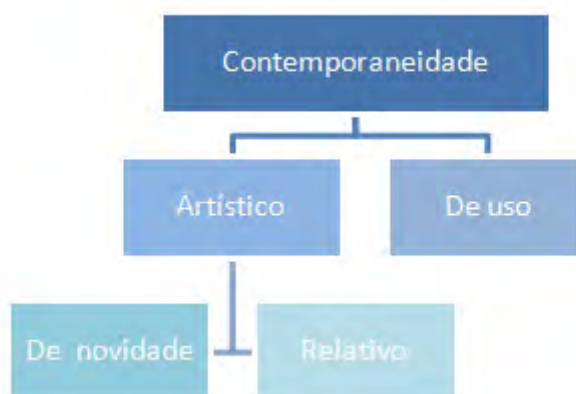 Contemporaneidade
Artístico
De uso
De novidade
Relativo